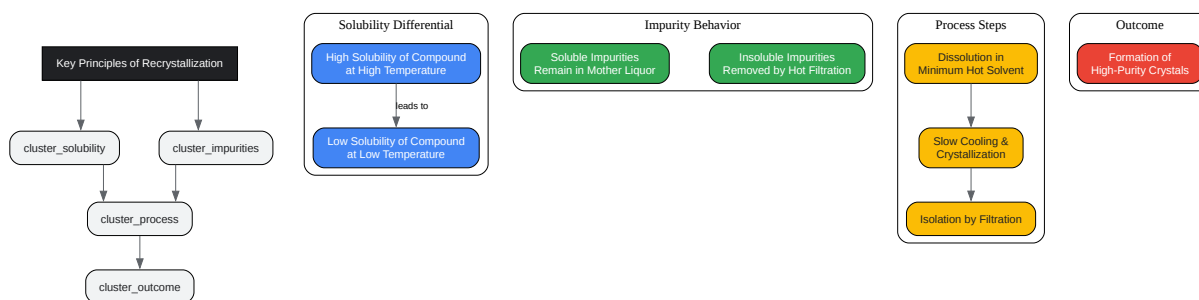 Key Principles of Recrystallization
cluster_solubility
cluster_impurities
cluster_process
cluster_outcome
Solubility Differential
High Solubility of Compound
at High Temperature
leads to
Low Solubility of Compound
at Low Temperature
Impurity Behavior
Soluble Impurities
Remain in Mother Liquor
Insoluble Impurities
Removed by Hot Filtration
Process Steps
Dissolution in
Minimum Hot Solvent
Slow Cooling &
Crystallization
Isolation by Filtration
Outcome
Formation of
High-Purity Crystals